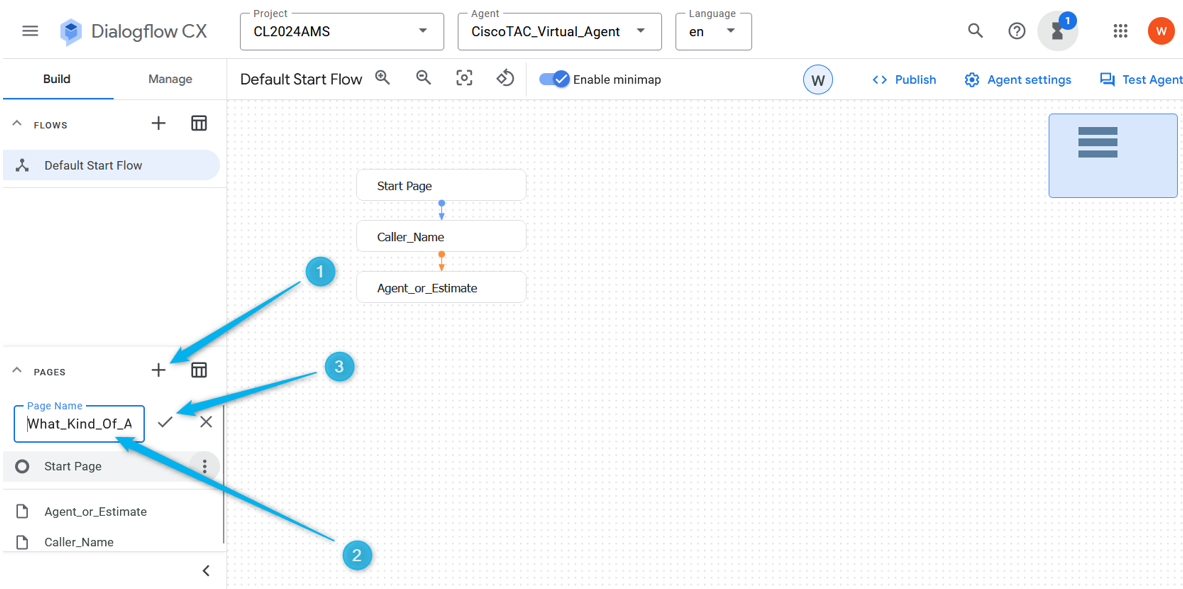 Dialogflow CX
Project
CL2024AMS
Agent
CiscoTAC_Virtual_Agent
Language
en
1
W
Build
Manage
Default Start Flow
Enable minimap
W
Publish
Agent settings
Test Agent
FLOWS
Default Start Flow
Start Page
Caller_Name
Agent_or_Estimate
1
3
PAGES
Page Name
What_Kind_Of_A
Start Page
Agent_or_Estimate
Caller_Name
2